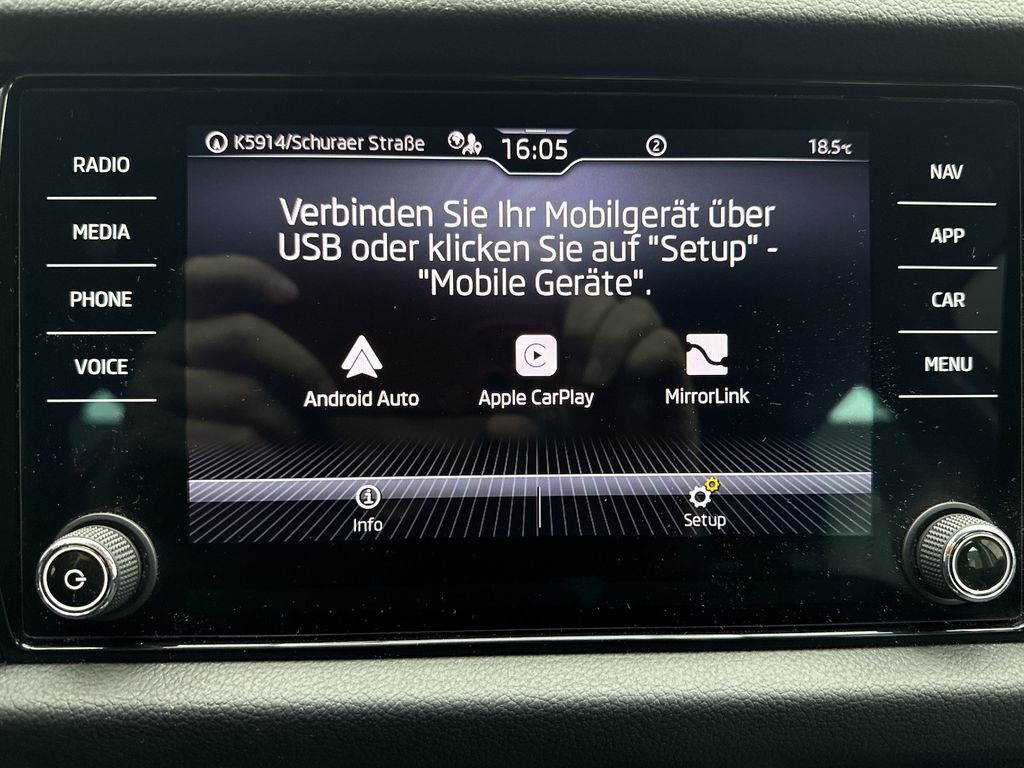 K5914/Schuraer Straße
16:05
2
18.5°C
RADIO
MEDIA
PHONE
VOICE
Verbinden Sie Ihr Mobilgerät über
USB oder klicken Sie auf "Setup" -
"Mobile Geräte".
Android Auto
Apple CarPlay
MirrorLink
Info
Setup
NAV
APP
CAR
MENU